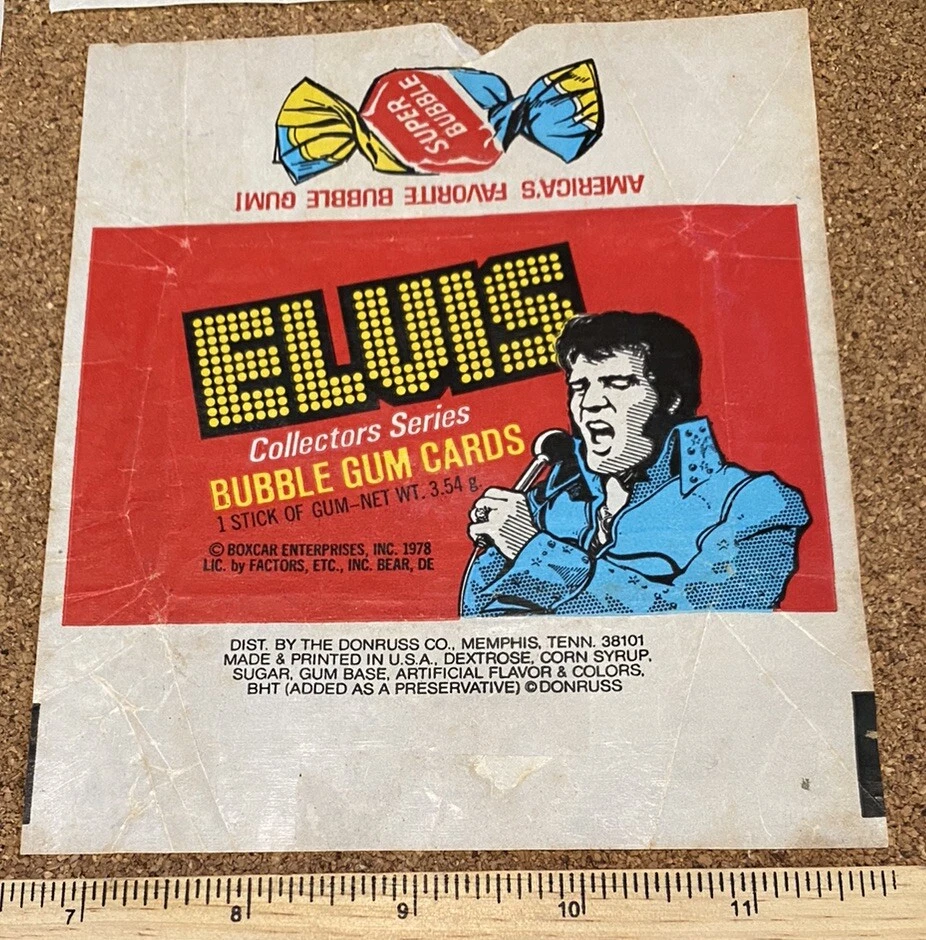 SUPER
BUBBLE
AMERICA'S FAVORITE BUBBLE GUM!
ELVIS
Collectors Series
BUBBLE GUM CARDS
1 STICK OF GUM-NET WT. 3.54 g.
© BOXCAR ENTERPRISES, INC. 1978
LIC. by FACTORS, ETC., INC. BEAR, DE
DIST. BY THE DONRUSS CO., MEMPHIS, TENN. 38101
MADE & PRINTED IN U.S.A., DEXTROSE, CORN SYRUP,
SUGAR, GUM BASE, ARTIFICIAL FLAVOR & COLORS,
BHT (ADDED AS A PRESERVATIVE) © DONRUSS
7 8 9 10 11